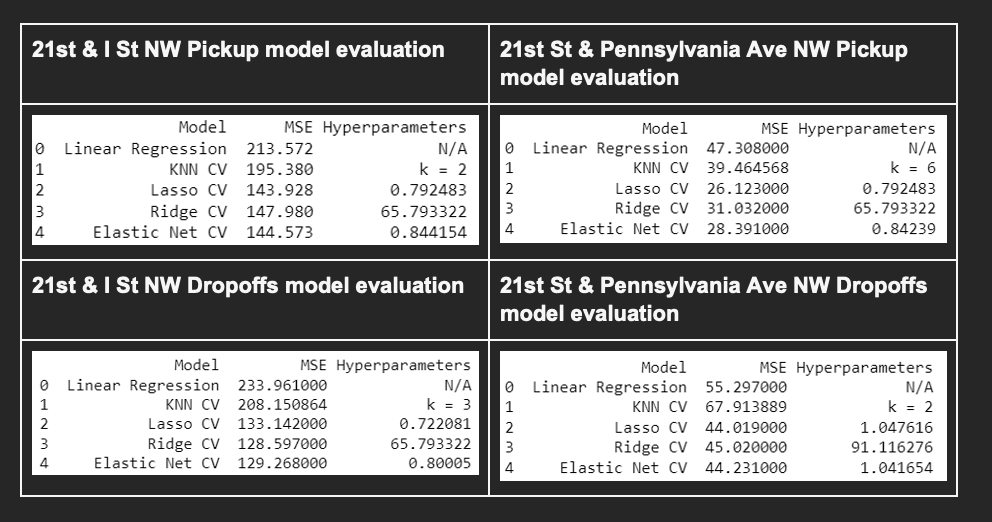 21st & I St NW Pickup model evaluation
Model MSE Hyperparameters
0 Linear Regression 213.572 N/A
1 KNN CV 195.380 k = 2
2 Lasso CV 143.928 0.792483
3 Ridge CV 147.980 65.793322
4 Elastic Net CV 144.573 0.844154
21st St & Pennsylvania Ave NW Pickup
model evaluation
Model MSE Hyperparameters
0 Linear Regression 47.308000 N/A
1 KNN CV 39.464568 k = 6
2 Lasso CV 26.123000 0.792483
3 Ridge CV 31.032000 65.793322
4 Elastic Net CV 28.391000 0.84239
21st & I St NW Dropoffs model evaluation
Model MSE Hyperparameters
0 Linear Regression 233.961000 N/A
1 KNN CV 208.150864 k = 3
2 Lasso CV 133.142000 0.722081
3 Ridge CV 128.597000 65.793322
4 Elastic Net CV 129.268000 0.80005
21st St & Pennsylvania Ave NW Dropoffs
model evaluation
Model MSE Hyperparameters
0 Linear Regression 55.297000 N/A
1 KNN CV 67.913889 k = 2
2 Lasso CV 44.019000 1.047616
3 Ridge CV 45.020000 91.116276
4 Elastic Net CV 44.231000 1.041654